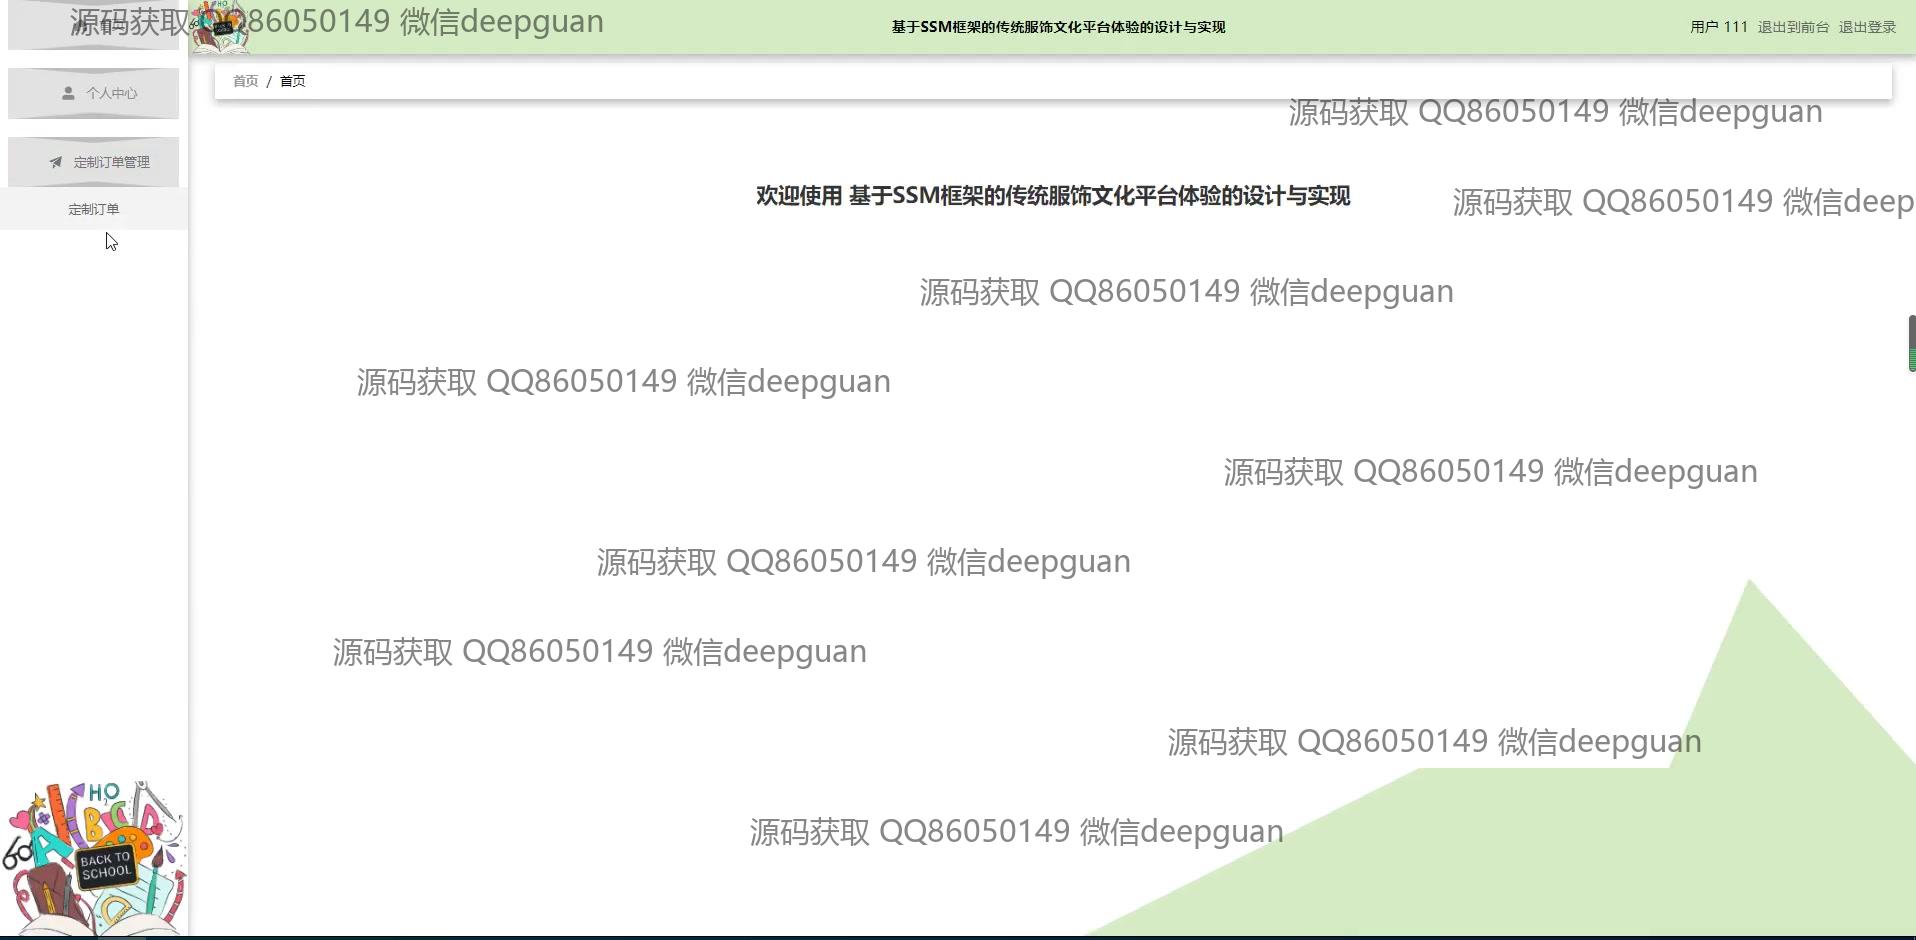 源码获取 QQ86050149 微信deepguan
基于SSM框架的传统服饰文化平台体验的设计与实现
用户 111 退出到前台 退出登录
首页 / 首页
个人中心
源码获取 QQ86050149 微信deepguan
定制订单管理
欢迎使用 基于SSM框架的传统服饰文化平台体验的设计与实现
源码获取 QQ86050149 微信deep
定制订单
源码获取 QQ86050149 微信deepguan
源码获取 QQ86050149 微信deepguan
源码获取 QQ86050149 微信deepguan
源码获取 QQ86050149 微信deepguan
源码获取 QQ86050149 微信deepguan
源码获取 QQ86050149 微信deepguan
源码获取 QQ86050149 微信deepguan
H2O
A B C D
BACK TO
SCHOOL